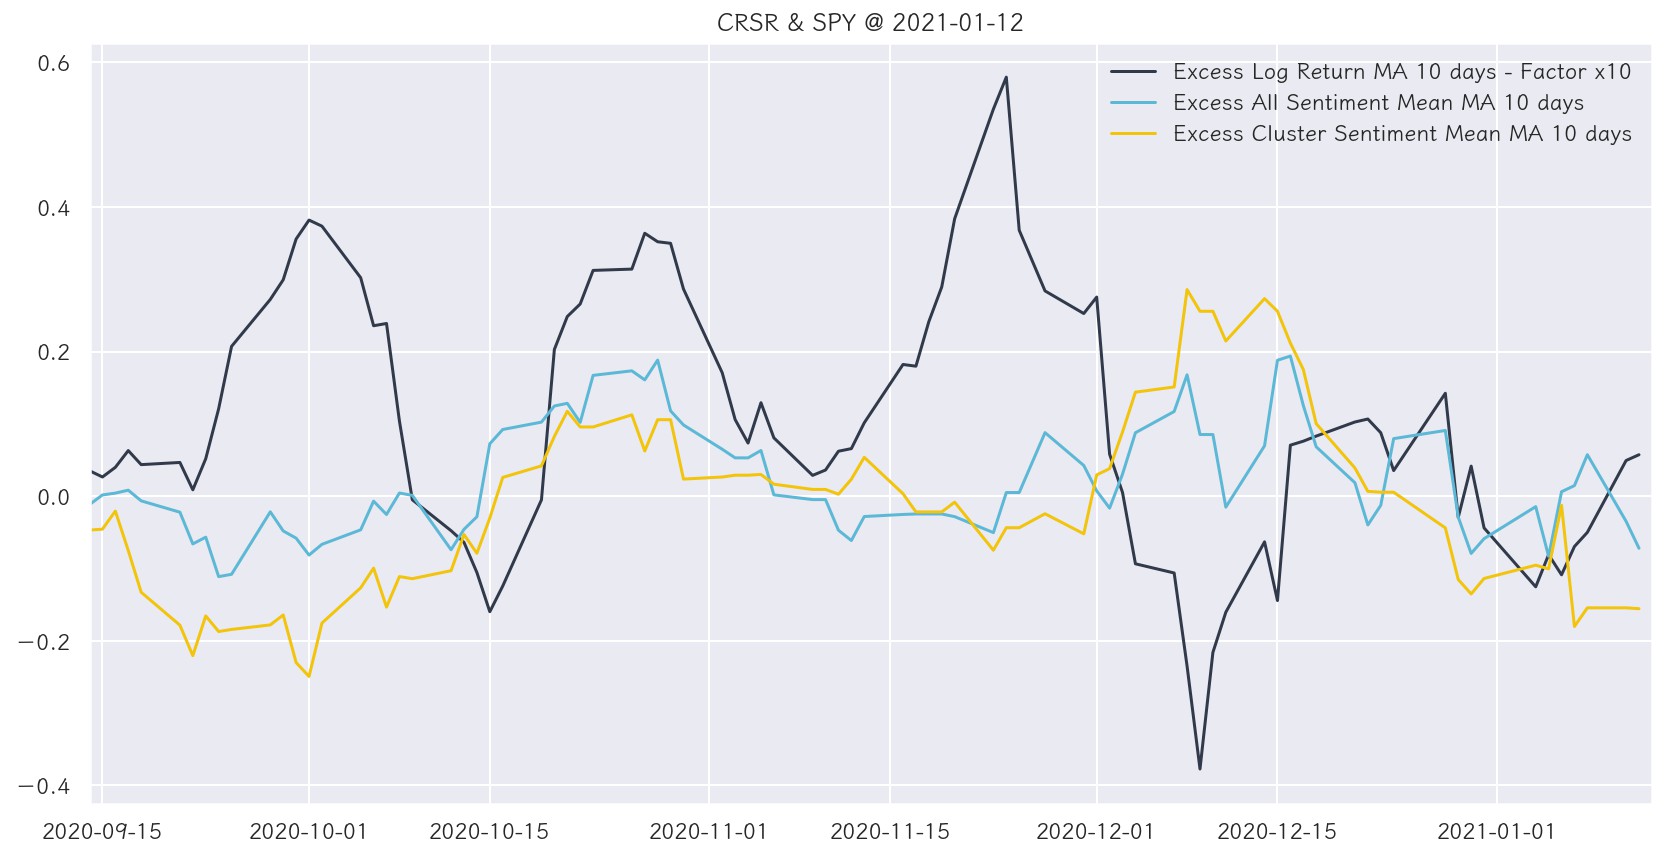 CRSR & SPY @ 2021-01-12
Excess Log Return MA 10 days - Factor x10
Excess All Sentiment Mean MA 10 days
Excess Cluster Sentiment Mean MA 10 days
0.6
0.4
0.2
0.0
−0.2
−0.4
2020-09-15 2020-10-01 2020-10-15 2020-11-01 2020-11-15 2020-12-01 2020-12-15 2021-01-01